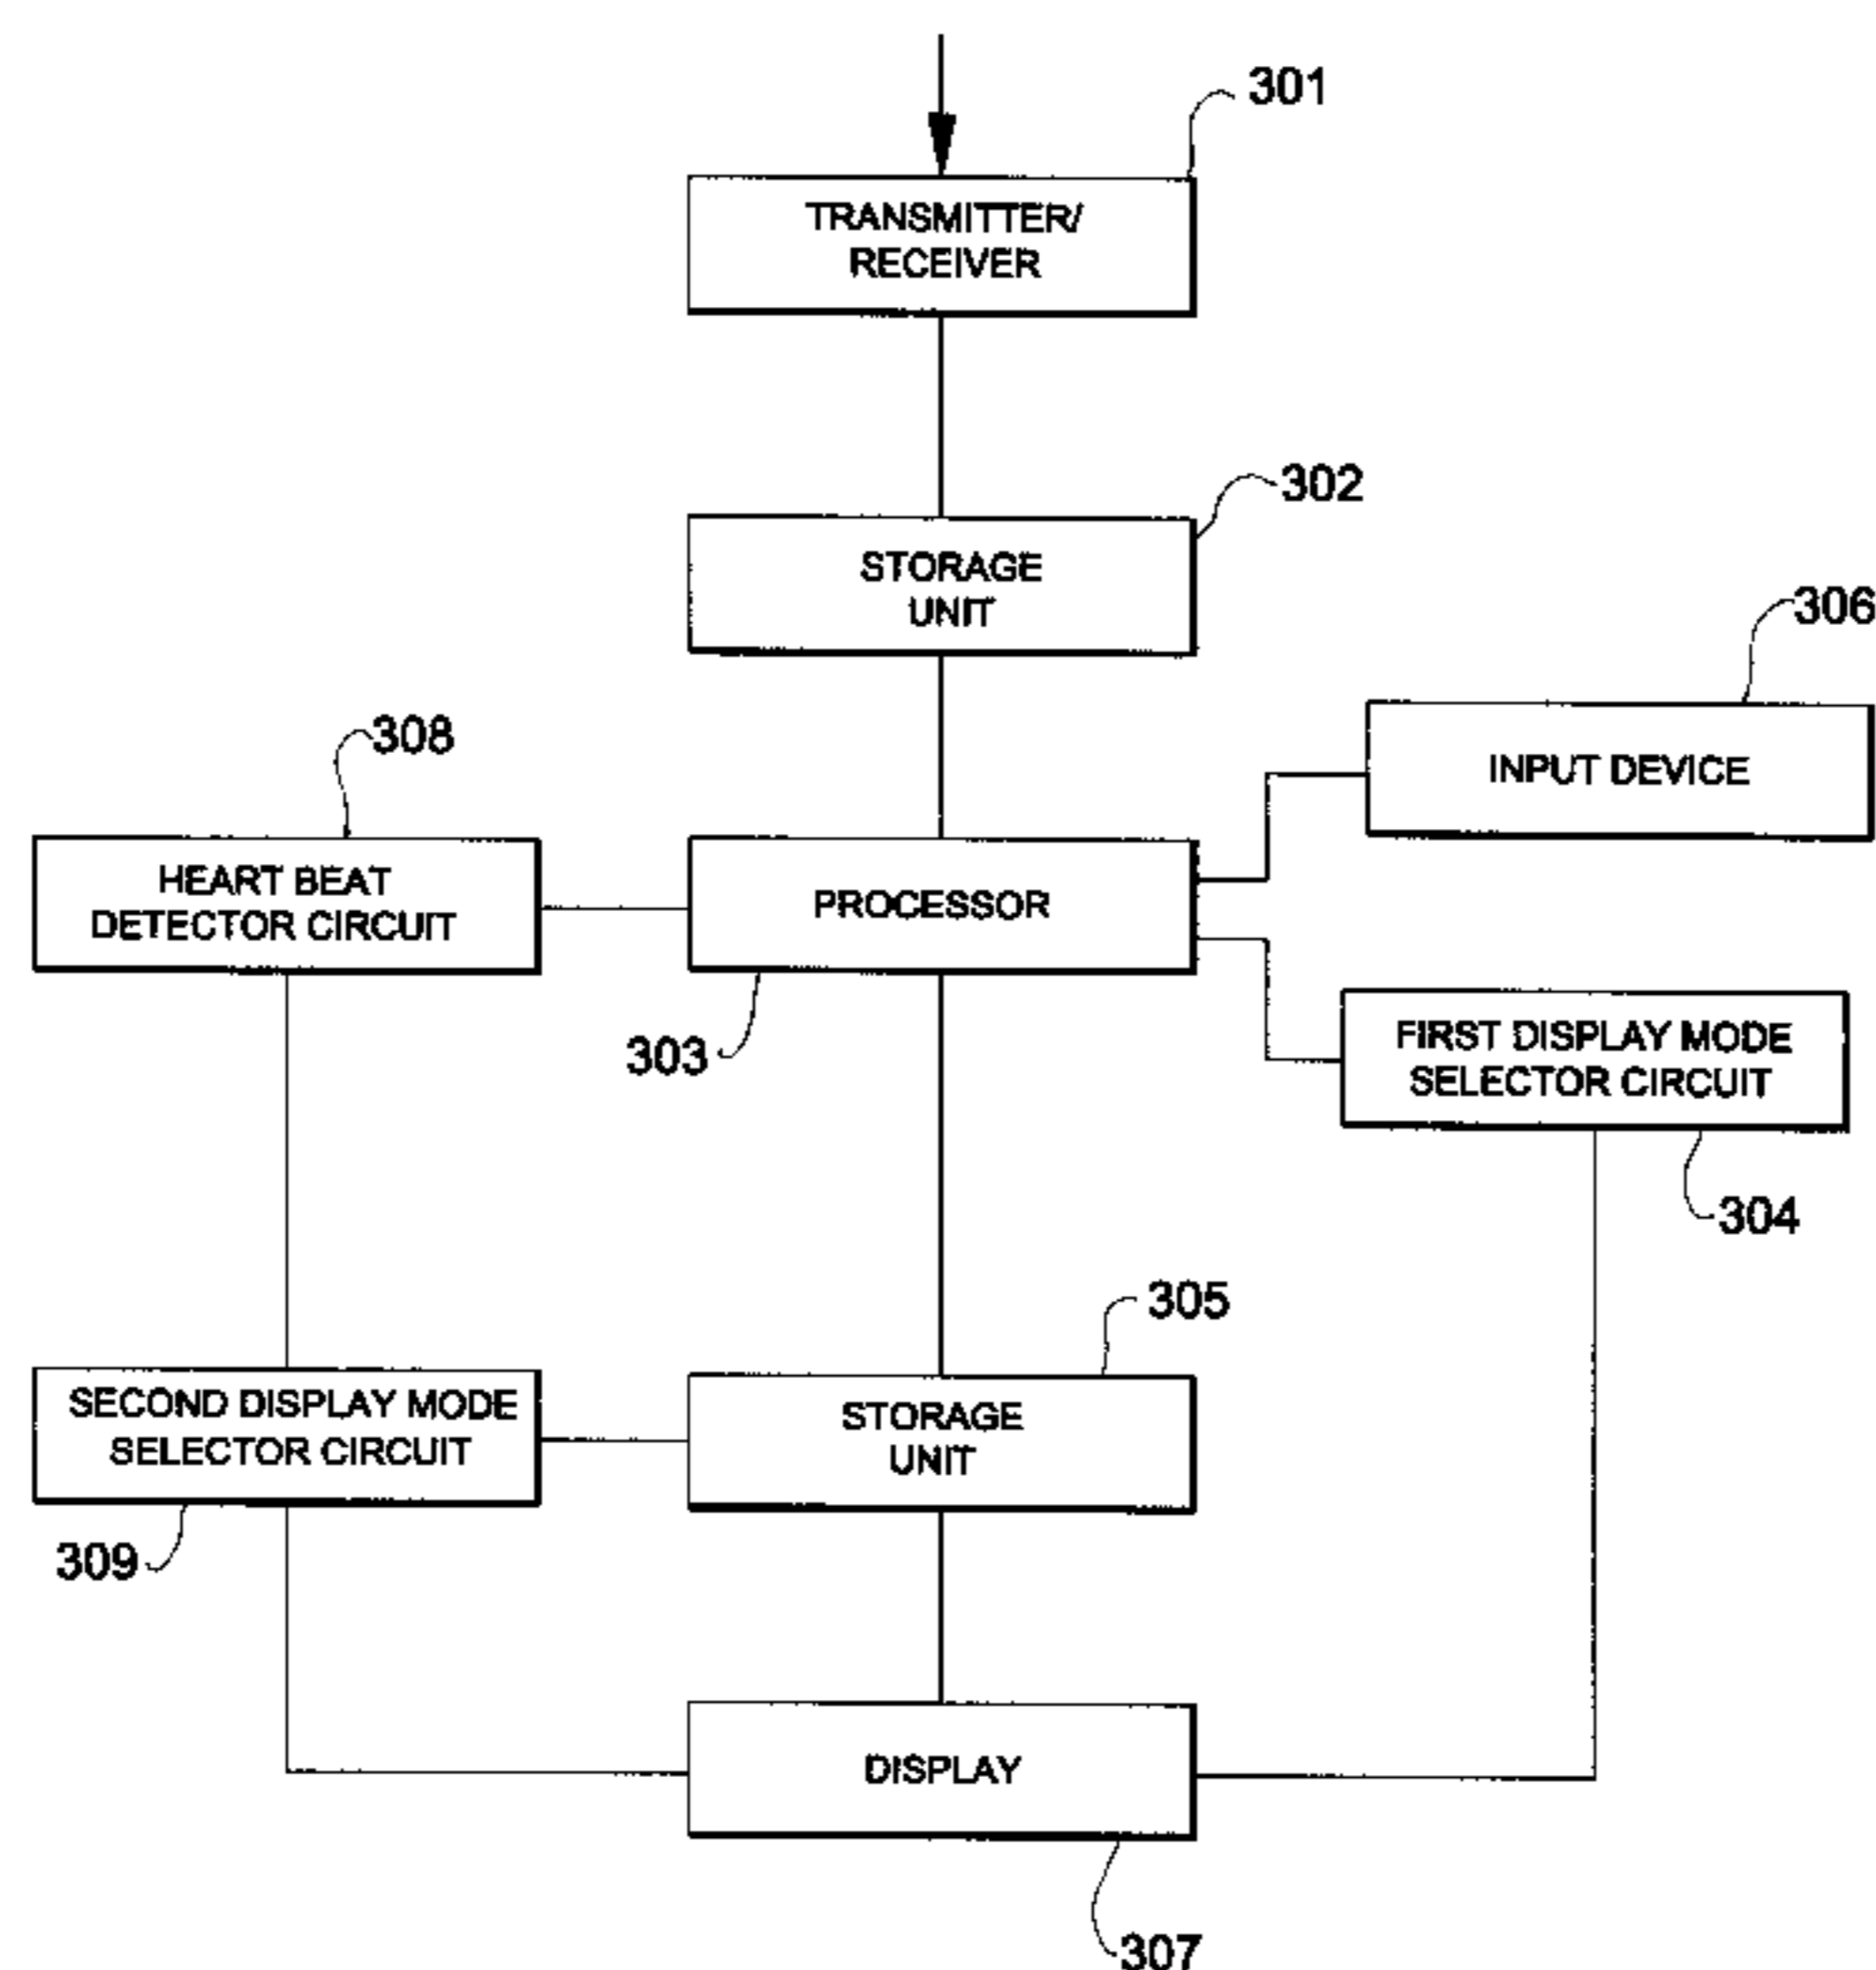 301
TRANSMITTER/
RECEIVER
302
STORAGE
UNIT
306
INPUT DEVICE
308
HEART BEAT
DETECTOR CIRCUIT
PROCESSOR
303
FIRST DISPLAY MODE
SELECTOR CIRCUIT
304
305
SECOND DISPLAY MODE
SELECTOR CIRCUIT
STORAGE
UNIT
309
DISPLAY
307